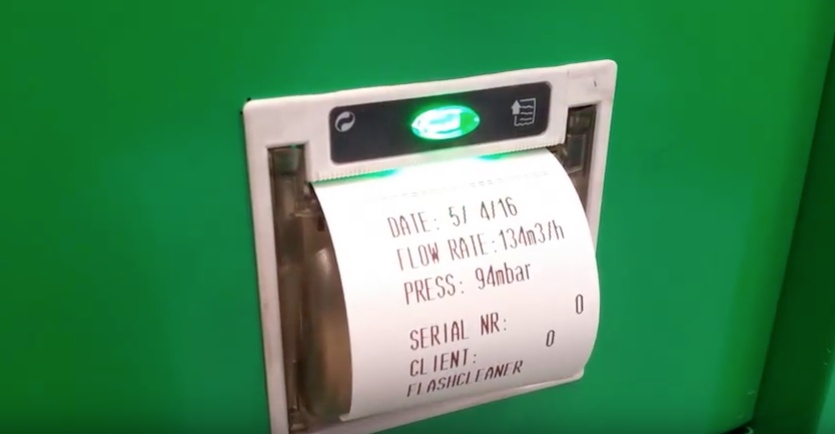 DATE: 5/ 4/16
FLOW RATE:134m3/h
PRESS: 94mbar
SERIAL NR: 0
CLIENT: 0
FLASHCLEANER